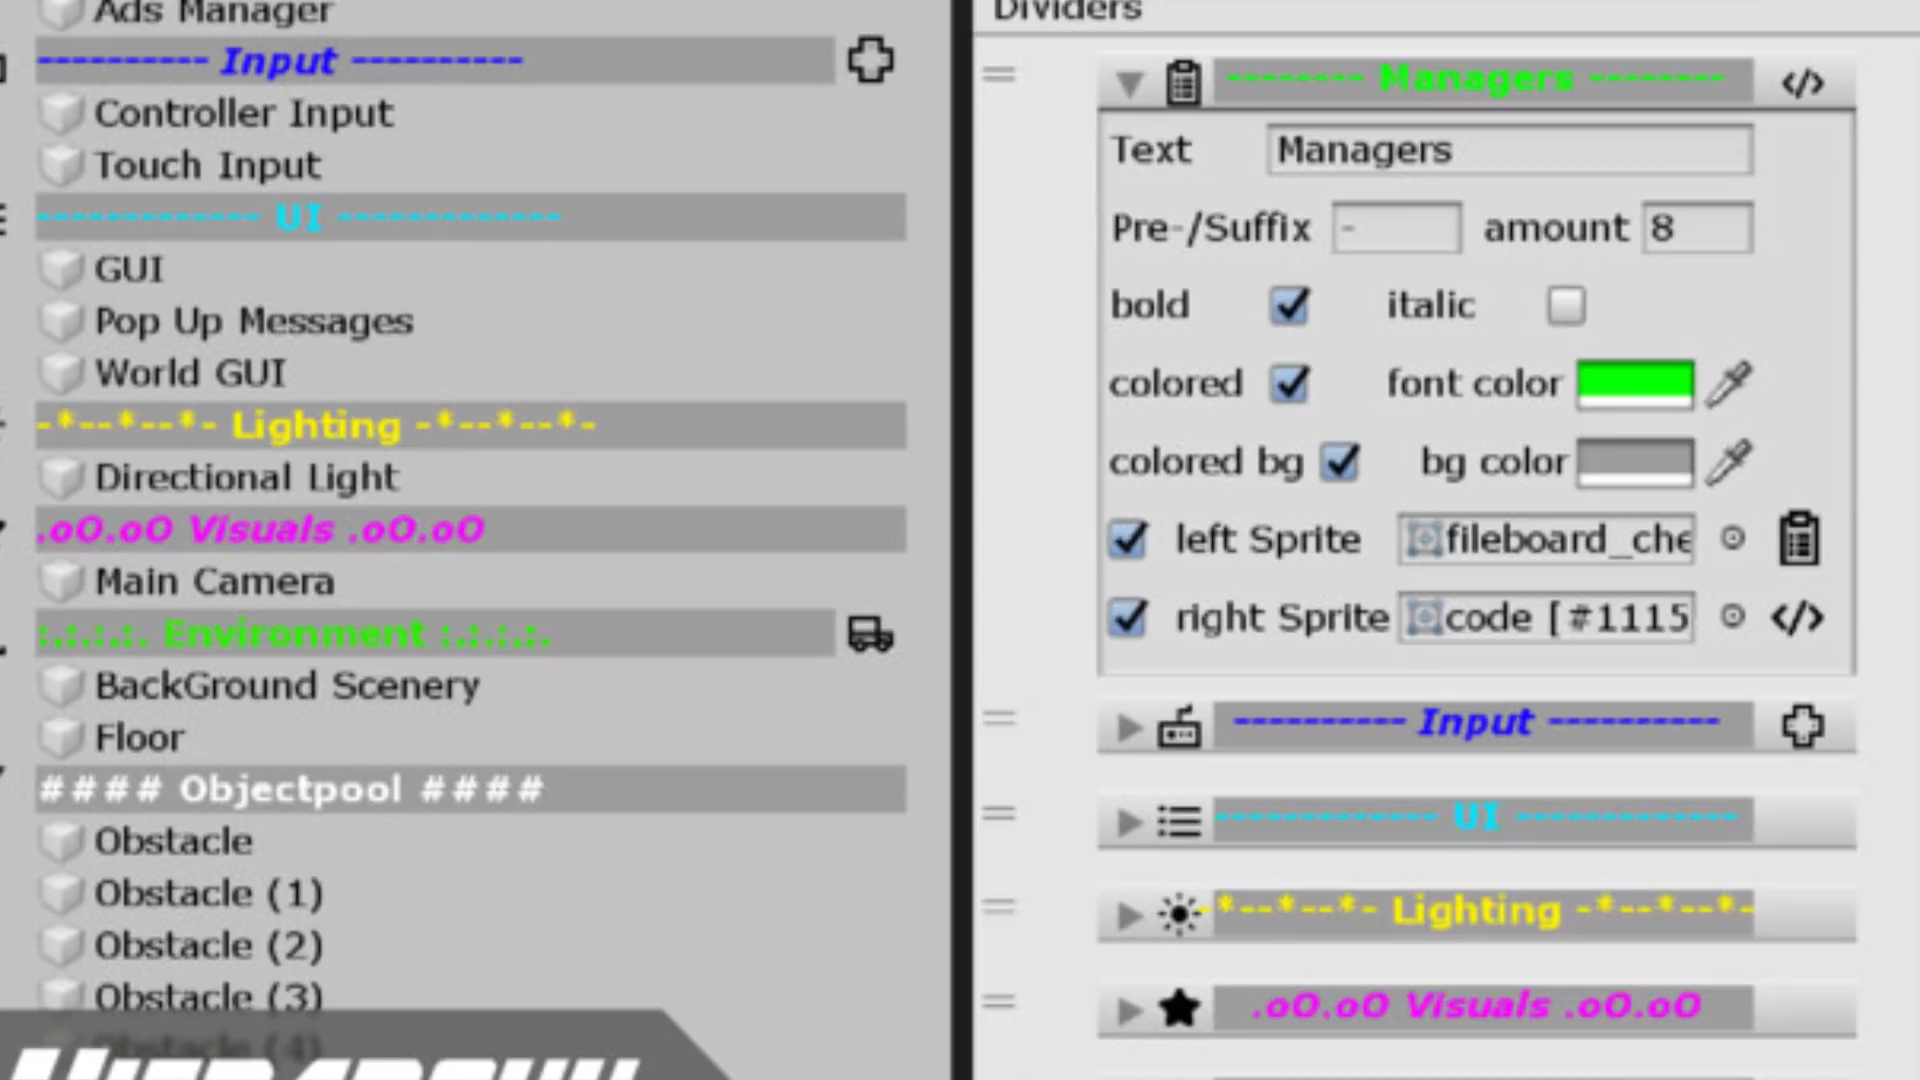 Ads Manager
---------- Input ----------
Controller Input
Touch Input
------------- UI -------------
GUI
Pop Up Messages
World GUI
-*--*--*- Lighting -*--*--*-
Directional Light
.oO.oO Visuals .oO.oO
Main Camera
:.:.:.:. Environment :.:.:.:.
BackGround Scenery
Floor
#### Objectpool ####
Obstacle
Obstacle (1)
Obstacle (2)
Obstacle (3)
Obstacle (4)
Hierarchy
Dividers
-------- Managers --------
Text Managers
Pre-/Suffix - amount 8
bold italic
colored font color
colored bg bg color
left Sprite fileboard_che
right Sprite code [#1115
---------- Input ----------
------------- UI -------------
-*--*--*- Lighting -*--*--*-
.oO.oO Visuals .oO.oO